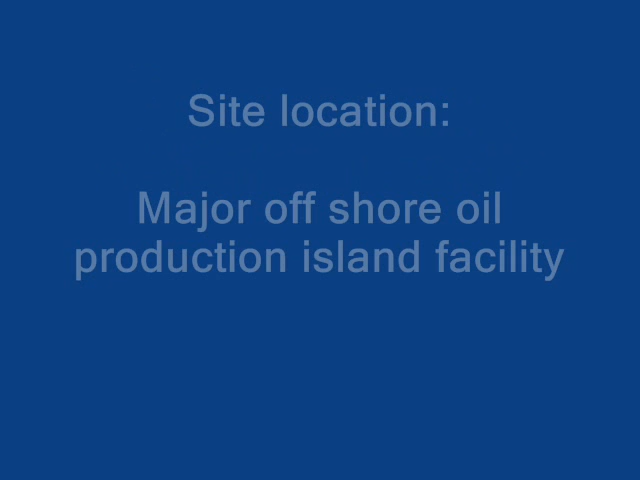 Site location:
Major off shore oil
production island facility